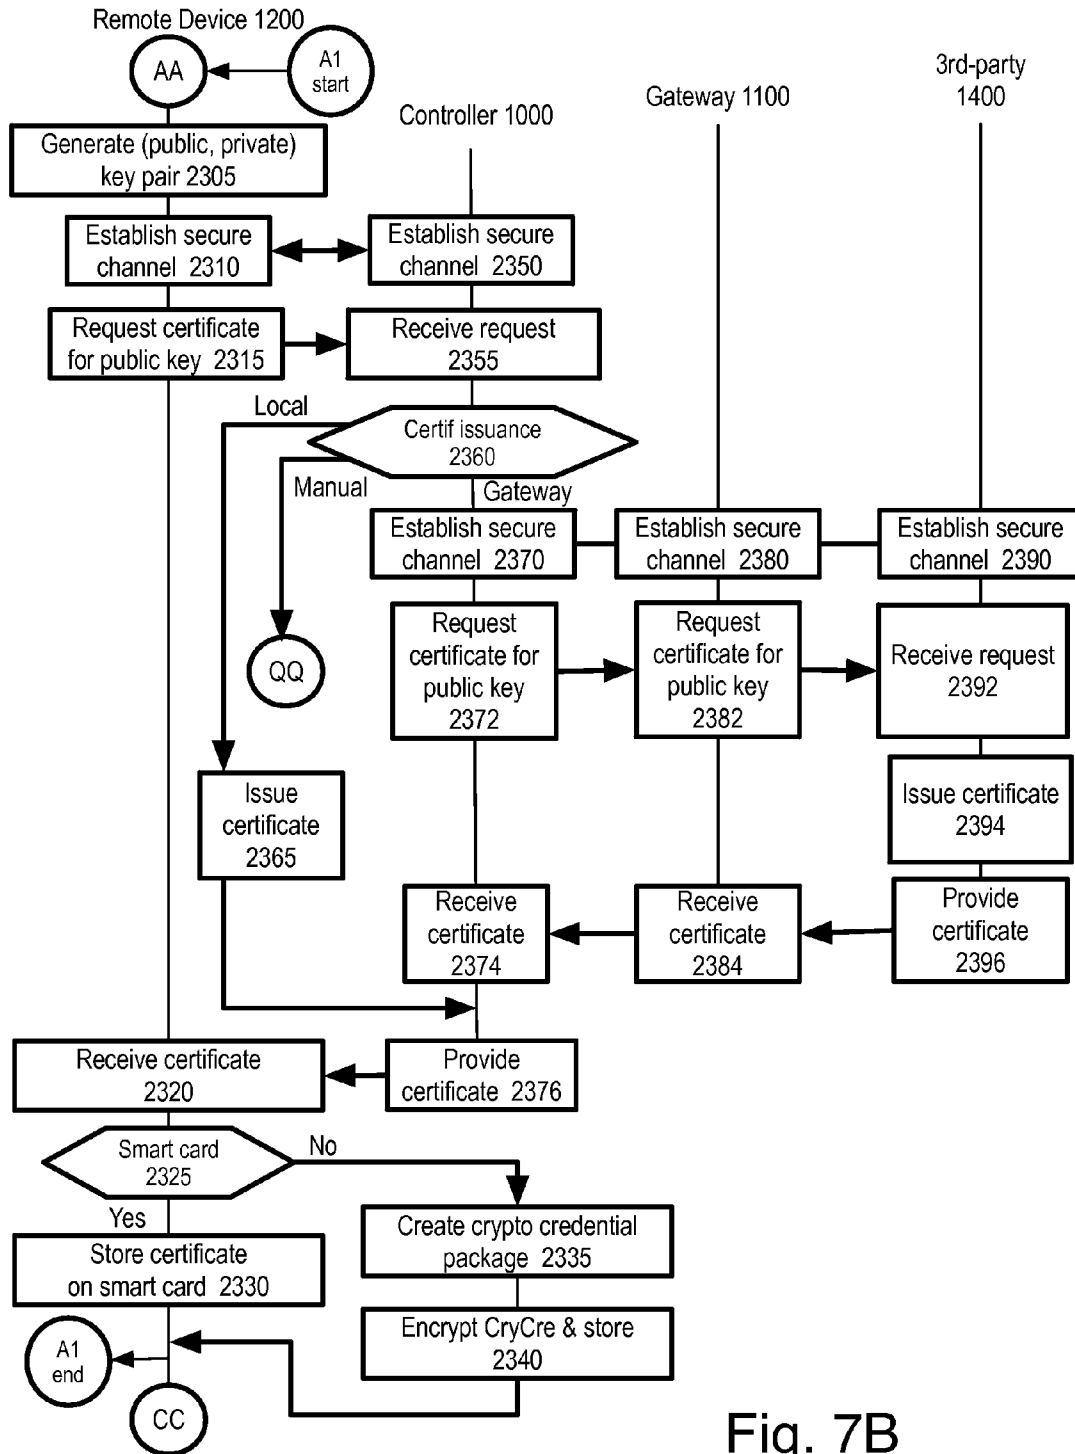 Remote Device 1200
AA
A1
start
Controller 1000
Gateway 1100
3rd-party
1400
Generate (public, private)
key pair 2305
Establish secure
channel 2310
Establish secure
channel 2350
Request certificate
for public key 2315
Receive request
2355
Local
Certif issuance
2360
Manual
Gateway
Establish secure
channel 2370
Establish secure
channel 2380
Establish secure
channel 2390
QQ
Request
certificate for
public key
2372
Request
certificate for
public key
2382
Receive request
2392
Issue
certificate
2365
Issue certificate
2394
Receive
certificate
2374
Receive
certificate
2384
Provide
certificate
2396
Receive certificate
2320
Provide
certificate 2376
Smart card
2325
No
Yes
Create crypto credential
package 2335
Store certificate
on smart card 2330
Encrypt CryCre & store
2340
A1
end
CC
Fig. 7B